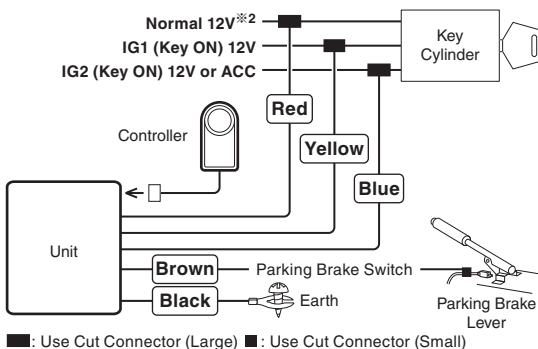 Normal 12V※2
IG1 (Key ON) 12V
IG2 (Key ON) 12V or ACC
Key
Cylinder
Red
Controller
Yellow
Blue
Unit
Brown
Parking Brake Switch
Black
Earth
Parking Brake
Lever
: Use Cut Connector (Large) : Use Cut Connector (Small)